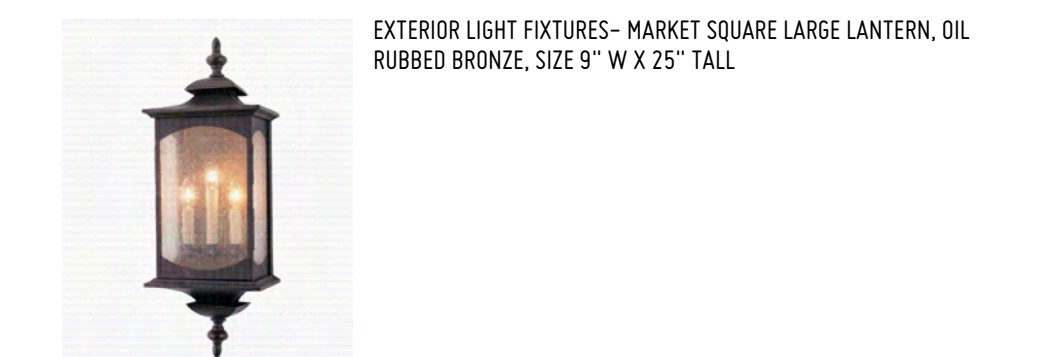 EXTERIOR LIGHT FIXTURES- MARKET SQUARE LARGE LANTERN, OIL
RUBBED BRONZE, SIZE 9" W X 25" TALL